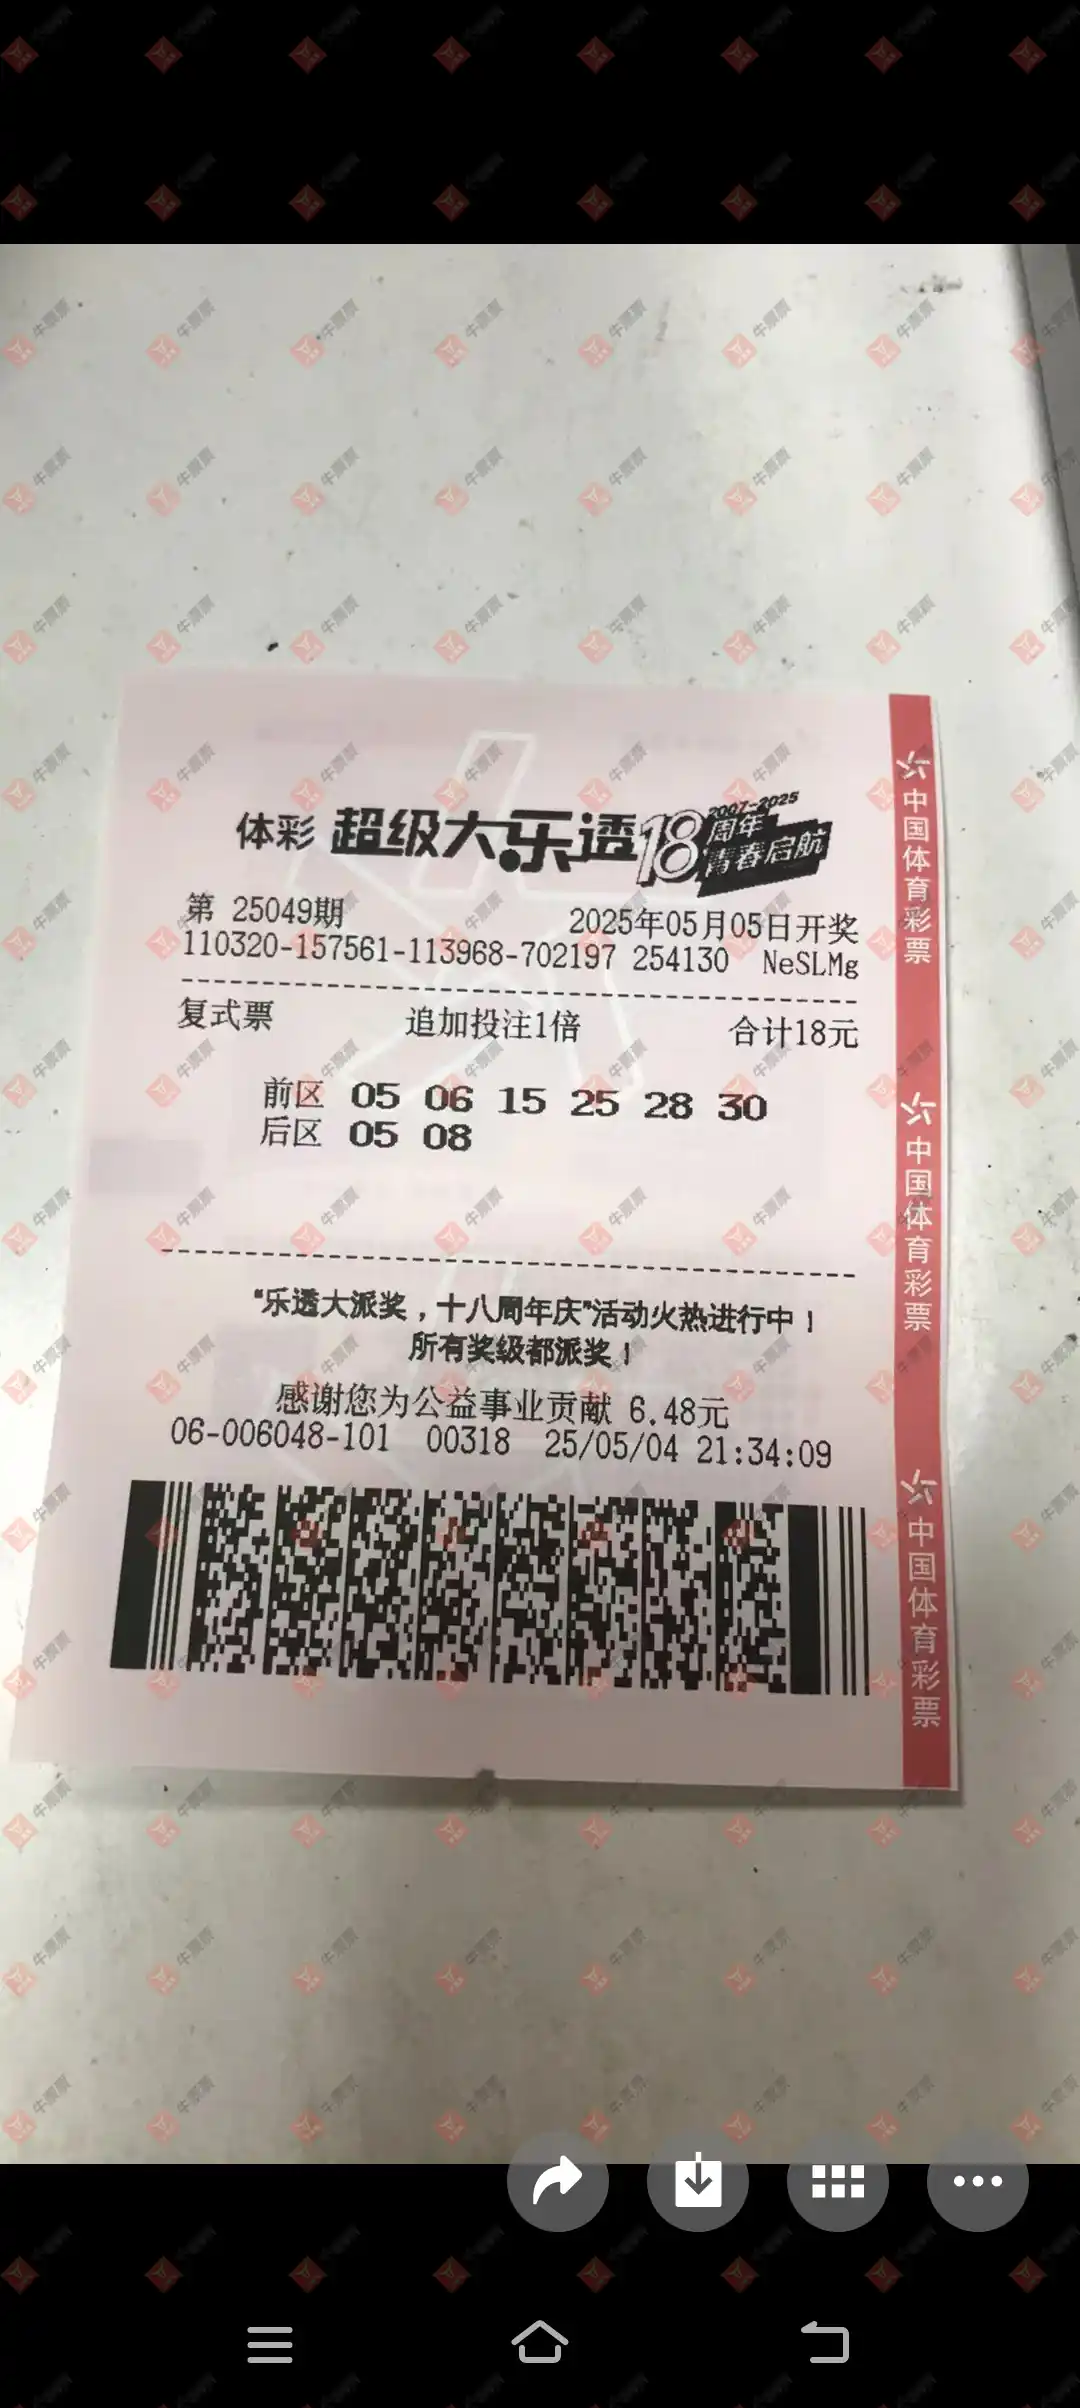 体彩 超级大乐透 18周年 2007-2025 青春启航
第 25049期 2025年05月05日开奖
110320-157561-113968-702197 254130 NeSLMg
复式票 追加投注1倍 合计18元
前区 05 06 15 25 28 30
后区 05 08
“乐透大派奖，十八周年庆”活动火热进行中！
所有奖级都派奖！
感谢您为公益事业贡献 6.48元
06-006048-101 00318 25/05/04 21:34:09
中国体育彩票
中国体育彩票
中国体育彩票
牛票票